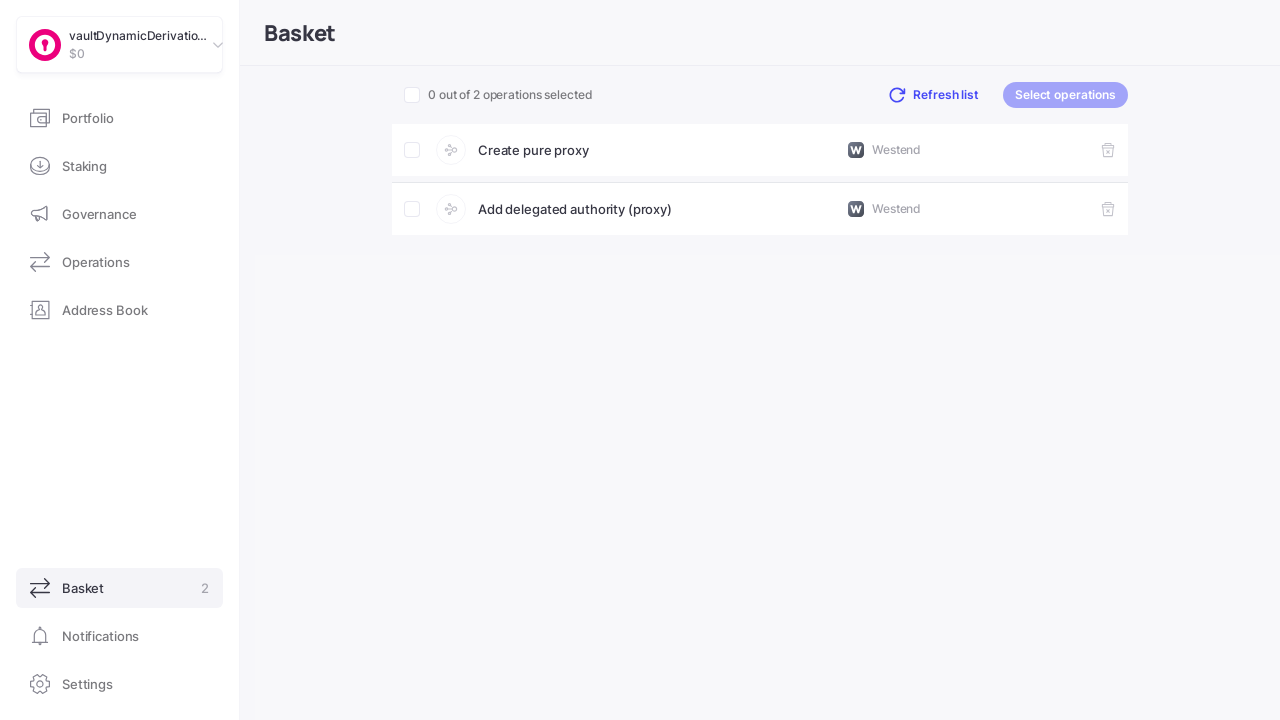 vaultDynamicDerivatio...
$0
Portfolio
Staking
Governance
Operations
Address Book
Basket 2
Notifications
Settings
Basket
0 out of 2 operations selected
Refresh list
Select operations
Create pure proxy
W Westend
Add delegated authority (proxy)
W Westend